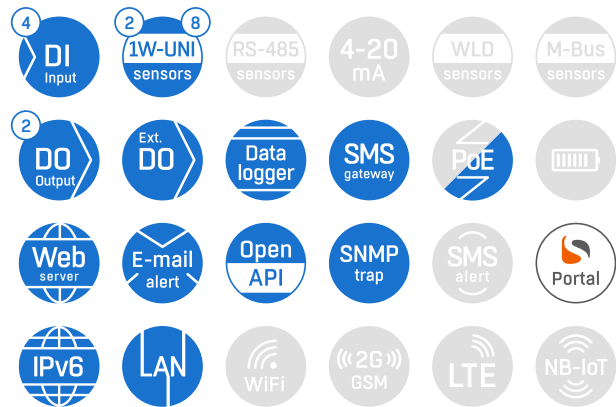 4
DI
Input
2
8
1W-UNI
sensors
RS-485
sensors
4-20
mA
WLD
sensors
M-Bus
sensors
2
DO
Output
Ext.
DO
Data
logger
SMS
gateway
PoE
Web
server
E-mail
alert
Open
API
SNMP
trap
SMS
alert
Portal
IPv6
LAN
WiFi
2G
GSM
LTE
NB-IoT